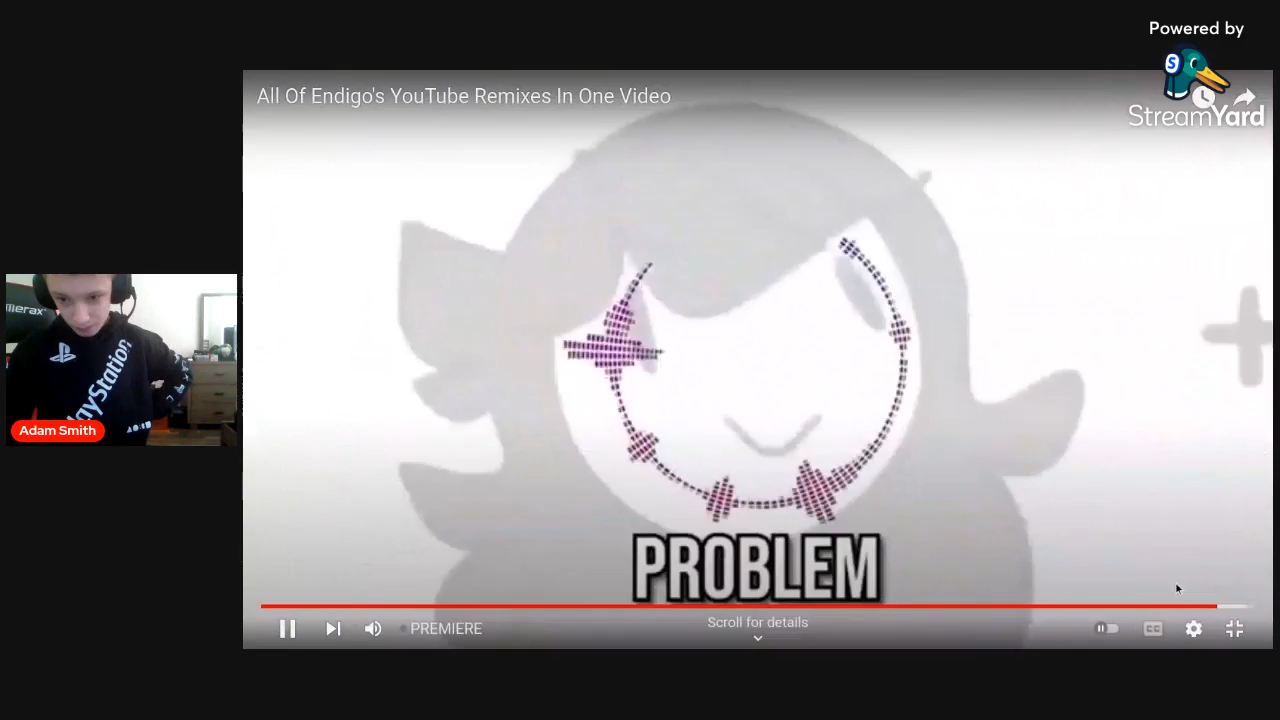 Powered by
StreamYard
All Of Endigo's YouTube Remixes In One Video
PlayStation
Adam Smith
PROBLEM
PREMIERE
Scroll for details
CC